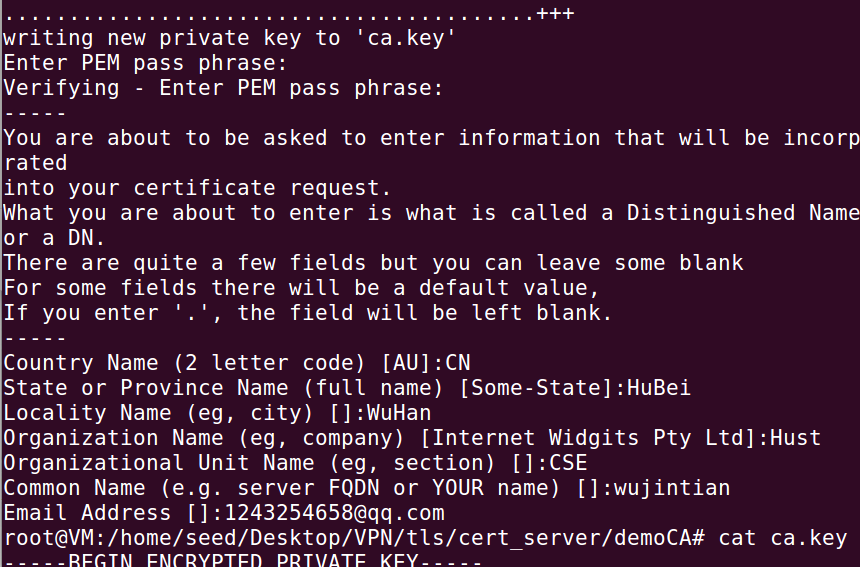 .........................................+++
writing new private key to 'ca.key'
Enter PEM pass phrase:
Verifying - Enter PEM pass phrase:
-----
You are about to be asked to enter information that will be incorp
rated
into your certificate request.
What you are about to enter is what is called a Distinguished Name
or a DN.
There are quite a few fields but you can leave some blank
For some fields there will be a default value,
If you enter '.', the field will be left blank.
-----
Country Name (2 letter code) [AU]:CN
State or Province Name (full name) [Some-State]:HuBei
Locality Name (eg, city) []:WuHan
Organization Name (eg, company) [Internet Widgits Pty Ltd]:Hust
Organizational Unit Name (eg, section) []:CSE
Common Name (e.g. server FQDN or YOUR name) []:wujintian
Email Address []:1243254658@qq.com
root@VM:/home/seed/Desktop/VPN/tls/cert_server/demoCA# cat ca.key
-----BEGIN ENCRYPTED PRIVATE KEY-----